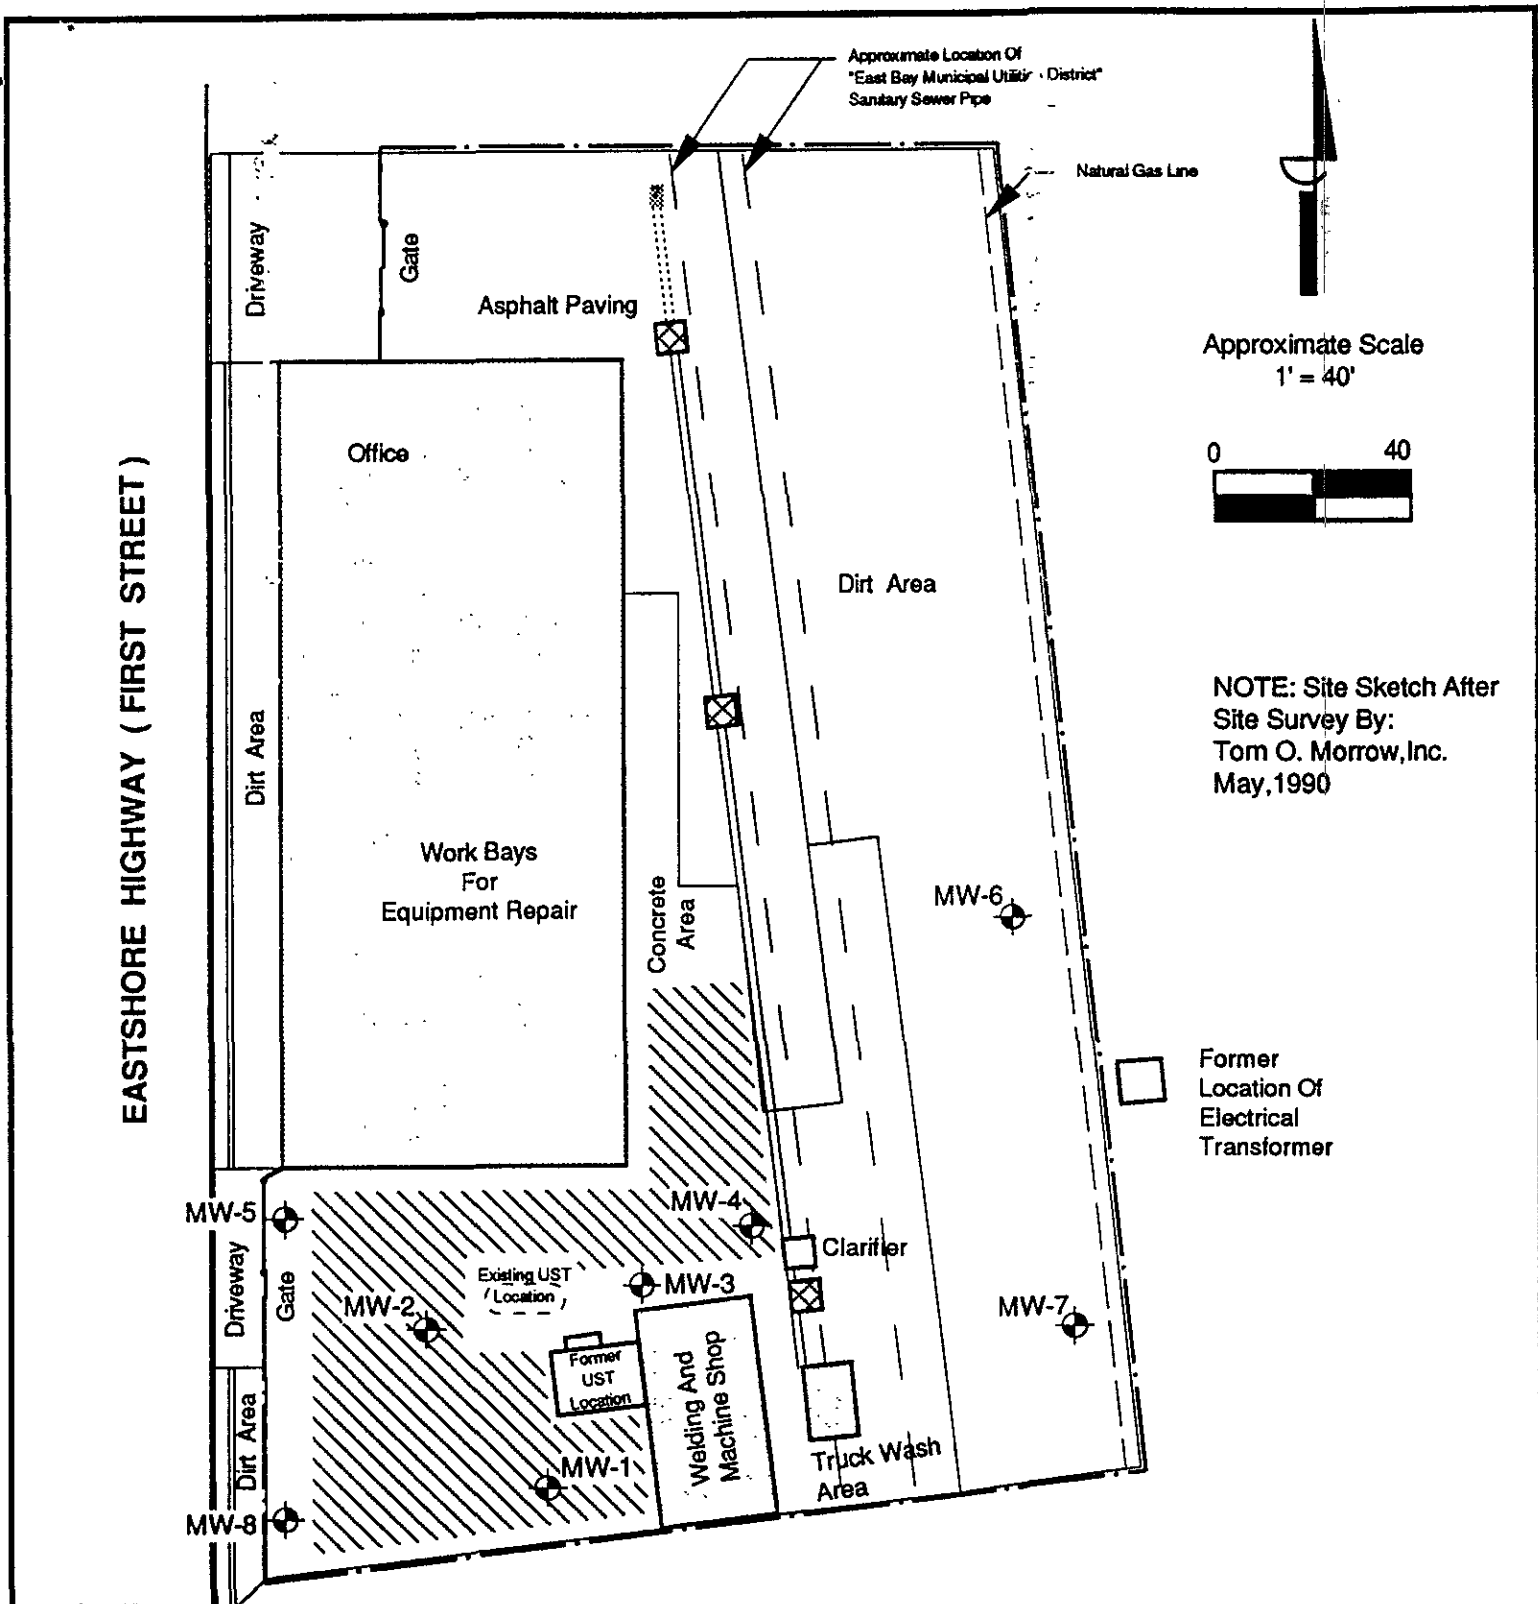 Approximate Location Of
"East Bay Municipal Utility District"
Sanitary Sewer Pipe
Natural Gas Line
Driveway
Gate
Asphalt Paving
Approximate Scale
1' = 40'
0 40
Office
Dirt Area
EASTSHORE HIGHWAY ( FIRST STREET )
NOTE: Site Sketch After
Site Survey By:
Tom O. Morrow,Inc.
May,1990
Dirt Area
Work Bays
For
Equipment Repair
Concrete
Area
MW-6
Former
Location Of
Electrical
Transformer
MW-5
MW-4
Driveway
Gate
Clarifier
Existing UST
Location
MW-3
MW-2
MW-7
Former
UST
Location
Welding And
Machine Shop
Dirt Area
MW-1
Truck Wash
Area
MW-8